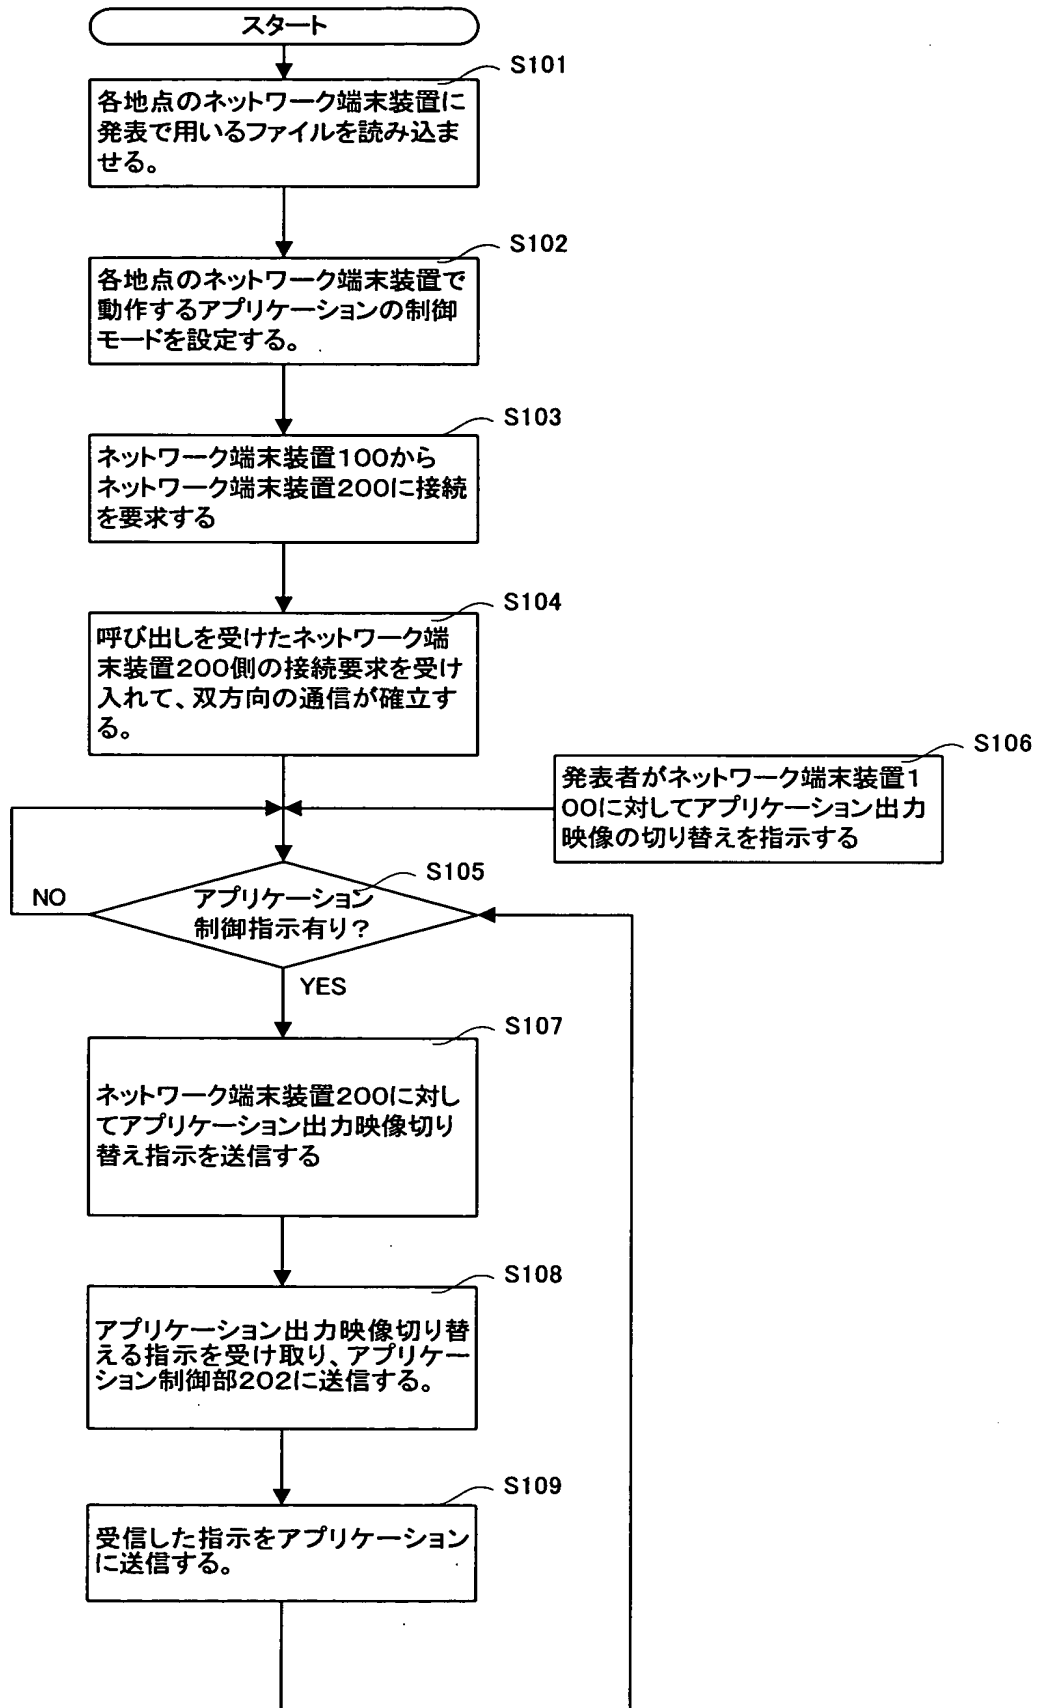 スタート
S101
各地点のネットワーク端末装置に
発表で用いるファイルを読み込ま
せる。
S102
各地点のネットワーク端末装置で
動作するアプリケーションの制御
モードを設定する。
S103
ネットワーク端末装置100から
ネットワーク端末装置200に接続
を要求する
S104
呼び出しを受けたネットワーク端
末装置200側の接続要求を受け
入れて、双方向の通信が確立す
る。
S106
発表者がネットワーク端末装置1
00に対してアプリケーション出力
映像の切り替えを指示する
S105
NO
アプリケーション
制御指示有り?
YES
S107
ネットワーク端末装置200に対し
てアプリケーション出力映像切り
替え指示を送信する
S108
アプリケーション出力映像切り替
える指示を受け取り、アプリケー
ション制御部202に送信する。
S109
受信した指示をアプリケーション
に送信する。